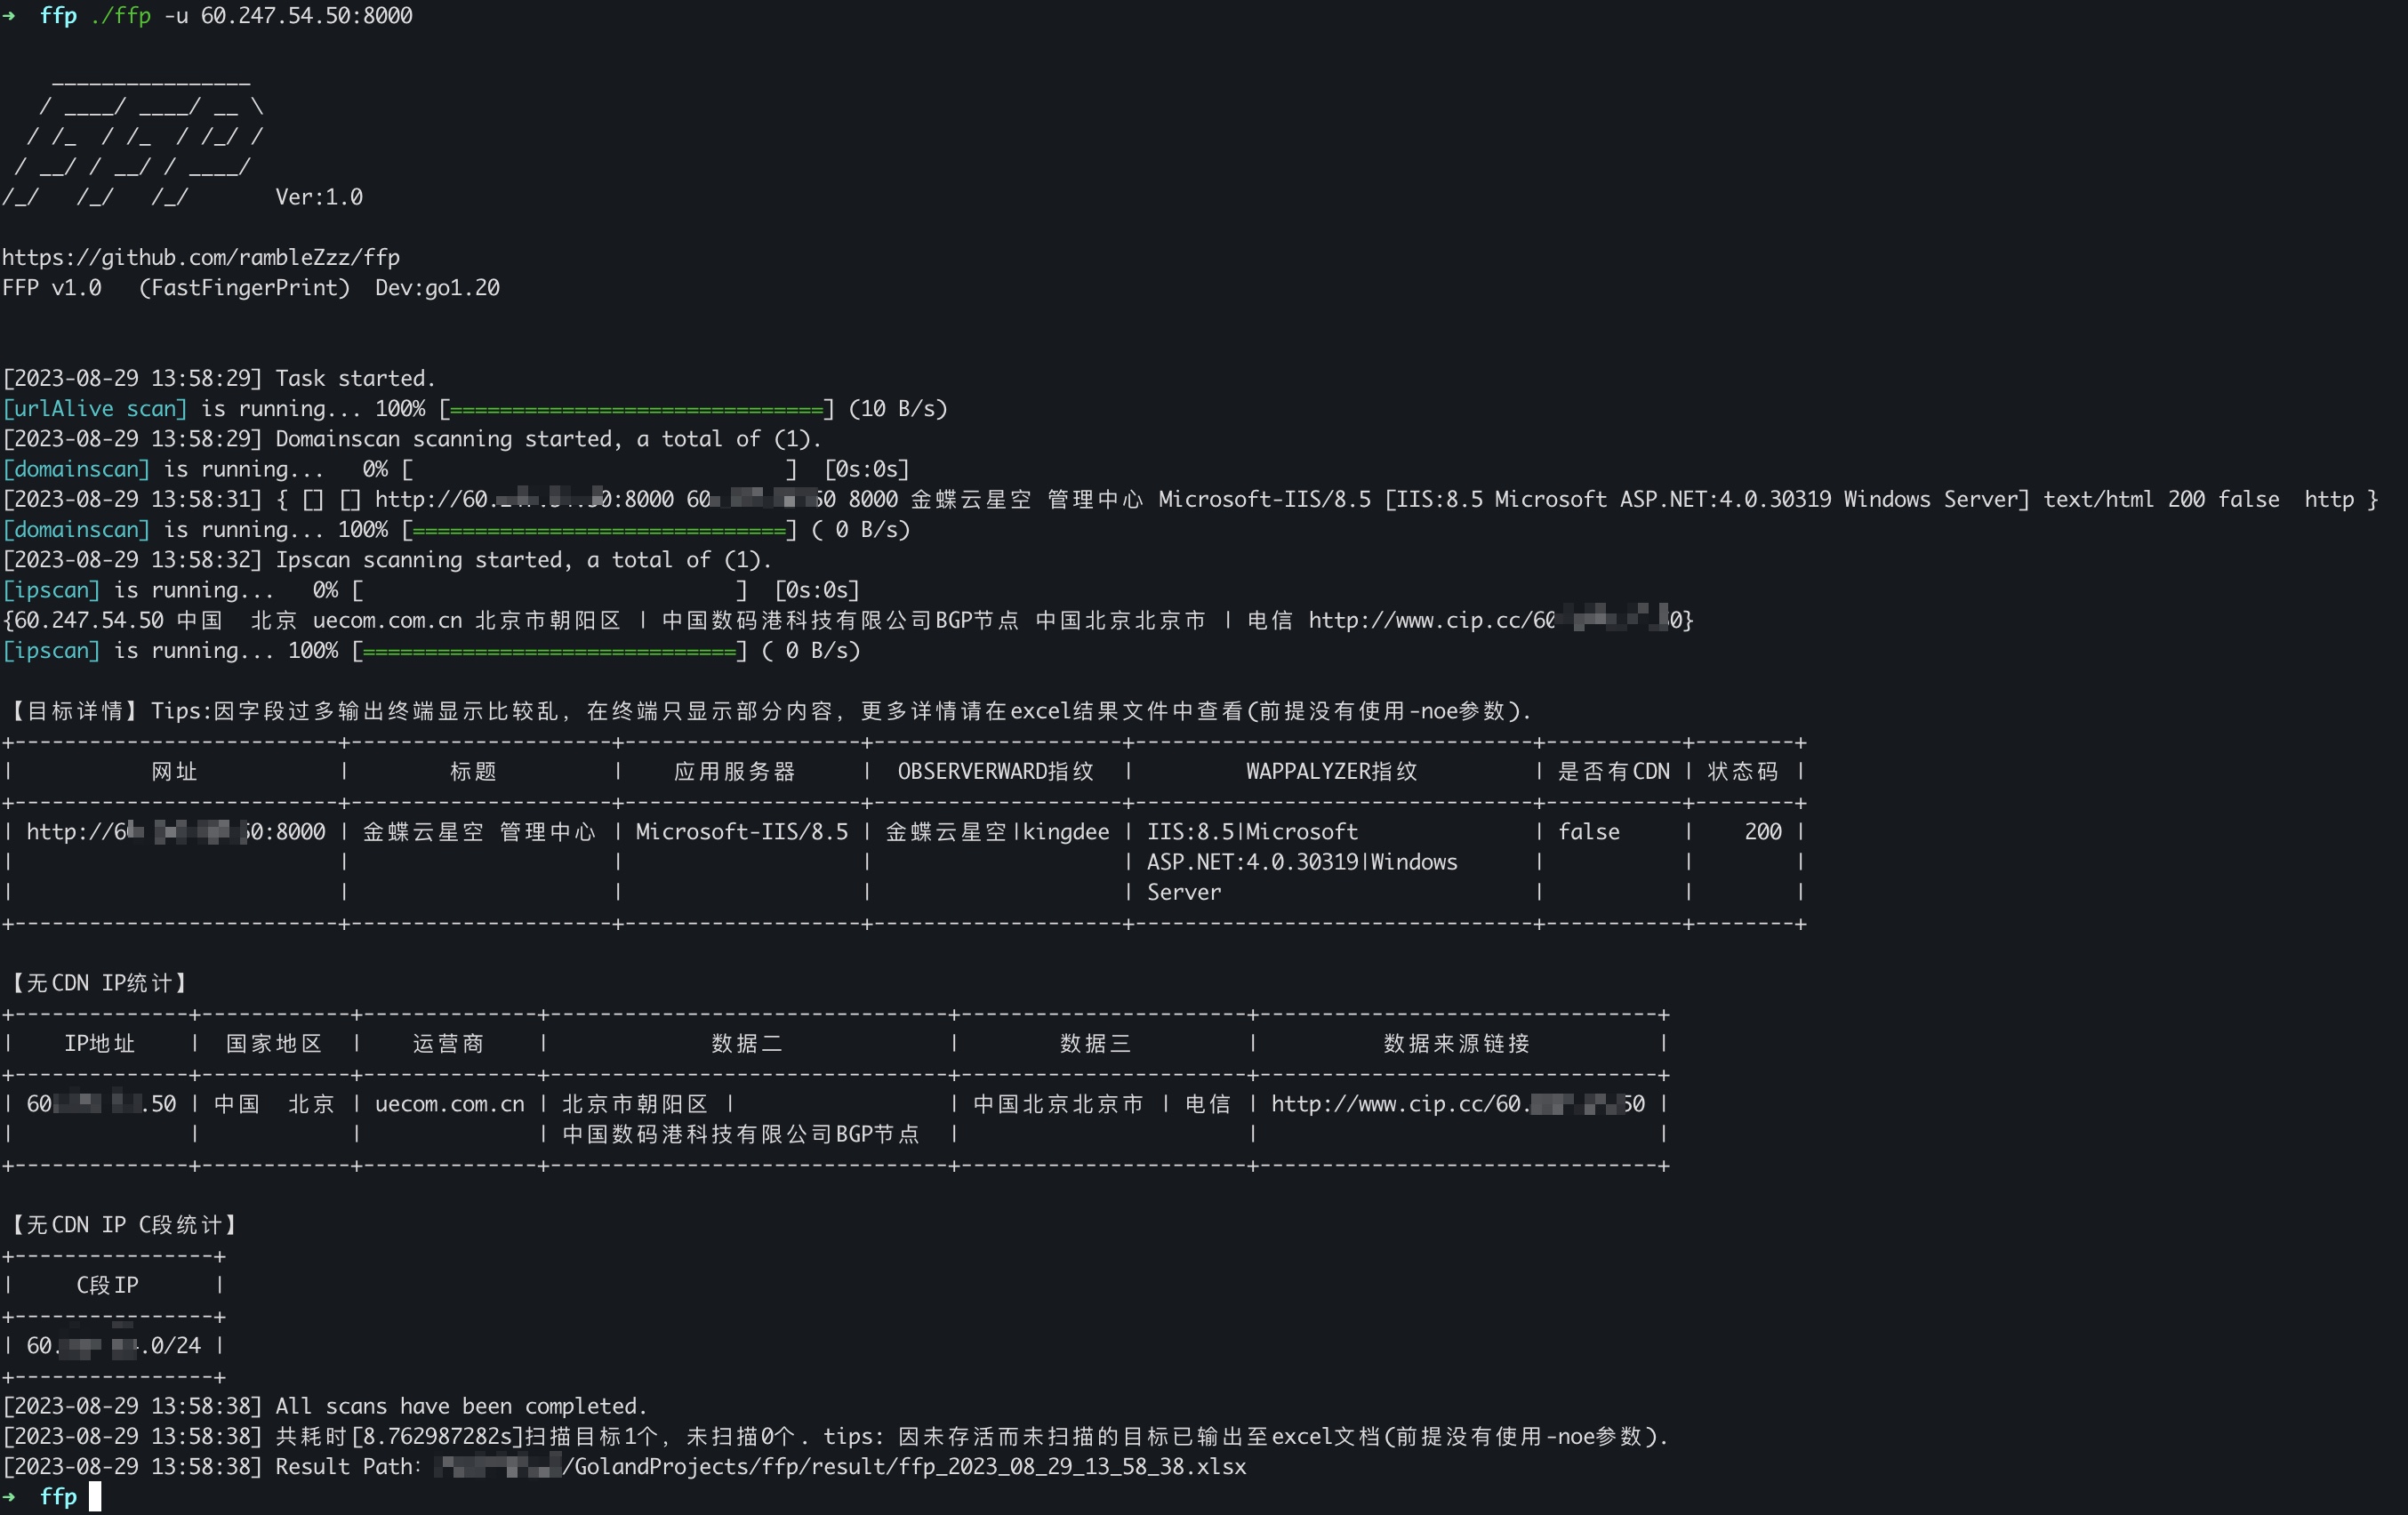 ➜  ffp ./ffp -u 60.247.54.50:8000
    ________________
   / ____/ ____/ __ \
  / /_  / /_  / /_/ /
 / __/ / __/ / ____/
/_/   /_/   /_/       Ver:1.0
https://github.com/rambleZzz/ffp
FFP v1.0   (FastFingerPrint)  Dev:go1.20
[2023-08-29 13:58:29] Task started.
[urlAlive scan] is running... 100% [==============================] (10 B/s)
[2023-08-29 13:58:29] Domainscan scanning started, a total of (1).
[domainscan] is running...   0% [                              ]  [0s:0s]
[2023-08-29 13:58:31] { [] [] http://60.:8000 60 50 8000 金蝶云星空 管理中心 Microsoft-IIS/8.5 [IIS:8.5 Microsoft ASP.NET:4.0.30319 Windows Server] text/html 200 false  http }
[domainscan] is running... 100% [==============================] ( 0 B/s)
[2023-08-29 13:58:32] Ipscan scanning started, a total of (1).
[ipscan] is running...   0% [                              ]  [0s:0s]
{60.247.54.50 中国  北京 uecom.com.cn 北京市朝阳区 | 中国数码港科技有限公司BGP节点 中国北京北京市 | 电信 http://www.cip.cc/60 0}
[ipscan] is running... 100% [==============================] ( 0 B/s)
【目标详情】Tips:因字段过多输出终端显示比较乱，在终端只显示部分内容，更多详情请在excel结果文件中查看(前提没有使用-noe参数).
| 网址 | 标题 | 应用服务器 | OBSERVERWARD指纹 | WAPPALYZER指纹 | 是否有CDN | 状态码 |
| http://6 50:8000 | 金蝶云星空 管理中心 | Microsoft-IIS/8.5 | 金蝶云星空|kingdee | IIS:8.5|Microsoft | false | 200 |
| | | | | ASP.NET:4.0.30319|Windows | | |
| | | | | Server | | |
【无CDN IP统计】
| IP地址 | 国家地区 | 运营商 | 数据二 | 数据三 | 数据来源链接 |
| 60 .50 | 中国  北京 | uecom.com.cn | 北京市朝阳区 | | 中国北京北京市 | 电信 | http://www.cip.cc/60. 50 |
| | | | 中国数码港科技有限公司BGP节点 | | |
【无CDN IP C段统计】
| C段IP |
| 60. .0/24 |
[2023-08-29 13:58:38] All scans have been completed.
[2023-08-29 13:58:38] 共耗时[8.762987282s]扫描目标1个，未扫描0个. tips: 因未存活而未扫描的目标已输出至excel文档(前提没有使用-noe参数).
[2023-08-29 13:58:38] Result Path: /GolandProjects/ffp/result/ffp_2023_08_29_13_58_38.xlsx
➜  ffp